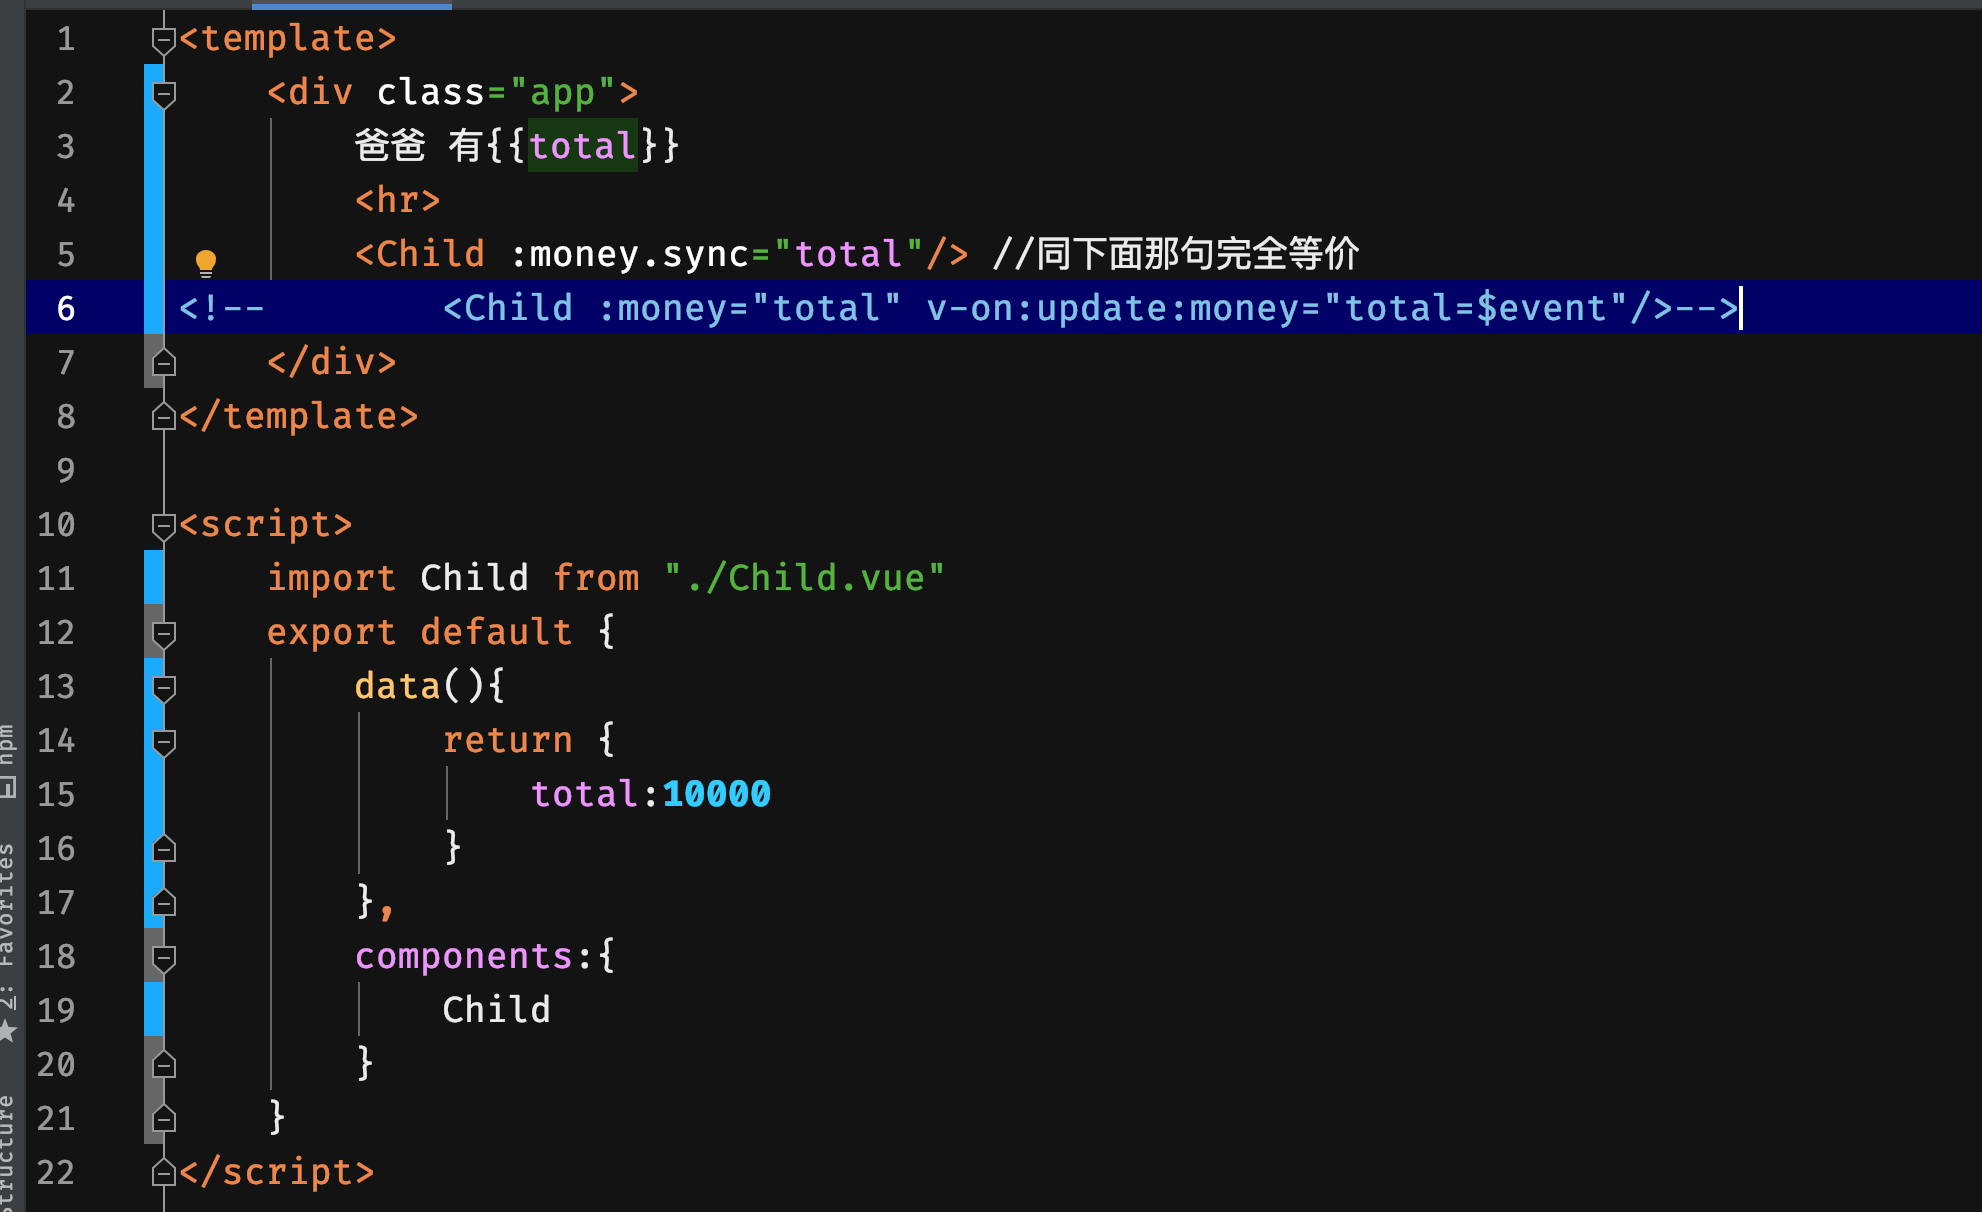 1 <template>
2     <div class="app">
3         爸爸 有{{total}}
4         <hr>
5         <Child :money.sync="total"/> //同下面那句完全等价
6 <!--        <Child :money="total" v-on:update:money="total=$event"/>-->
7     </div>
8 </template>
9
10 <script>
11     import Child from "./Child.vue"
12     export default {
13         data(){
14             return {
15                 total:10000
16             }
17         },
18         components:{
19             Child
20         }
21     }
22 </script>
npm
2: Favorites
Structure